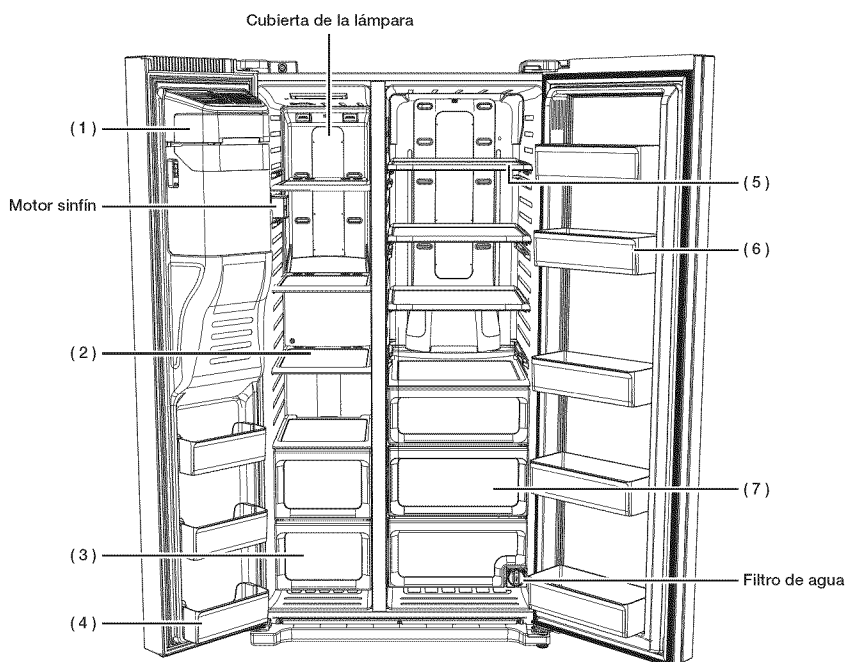 Cubierta de la lámpara
( 1 )
( 5 )
Motor sinfín
( 6 )
( 2 )
( 7 )
( 3 )
Filtro de agua
( 4 )